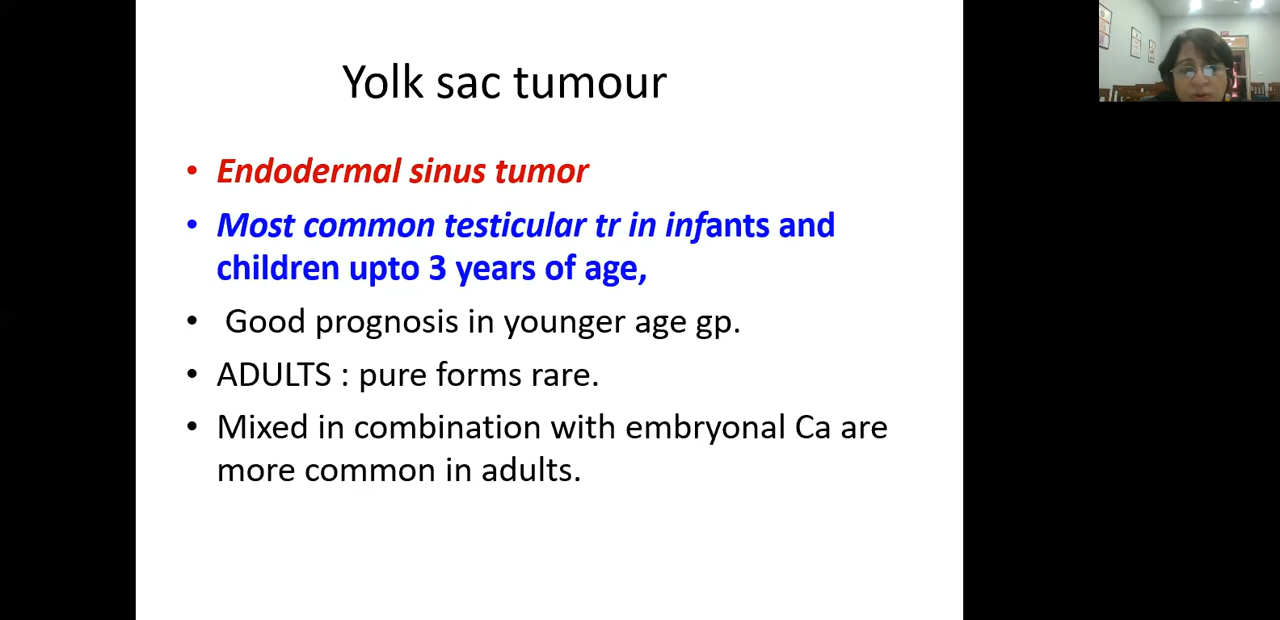 Yolk sac tumour
• Endodermal sinus tumor
• Most common testicular tr in infants and
children upto 3 years of age,
• Good prognosis in younger age gp.
• ADULTS : pure forms rare.
• Mixed in combination with embryonal Ca are
more common in adults.